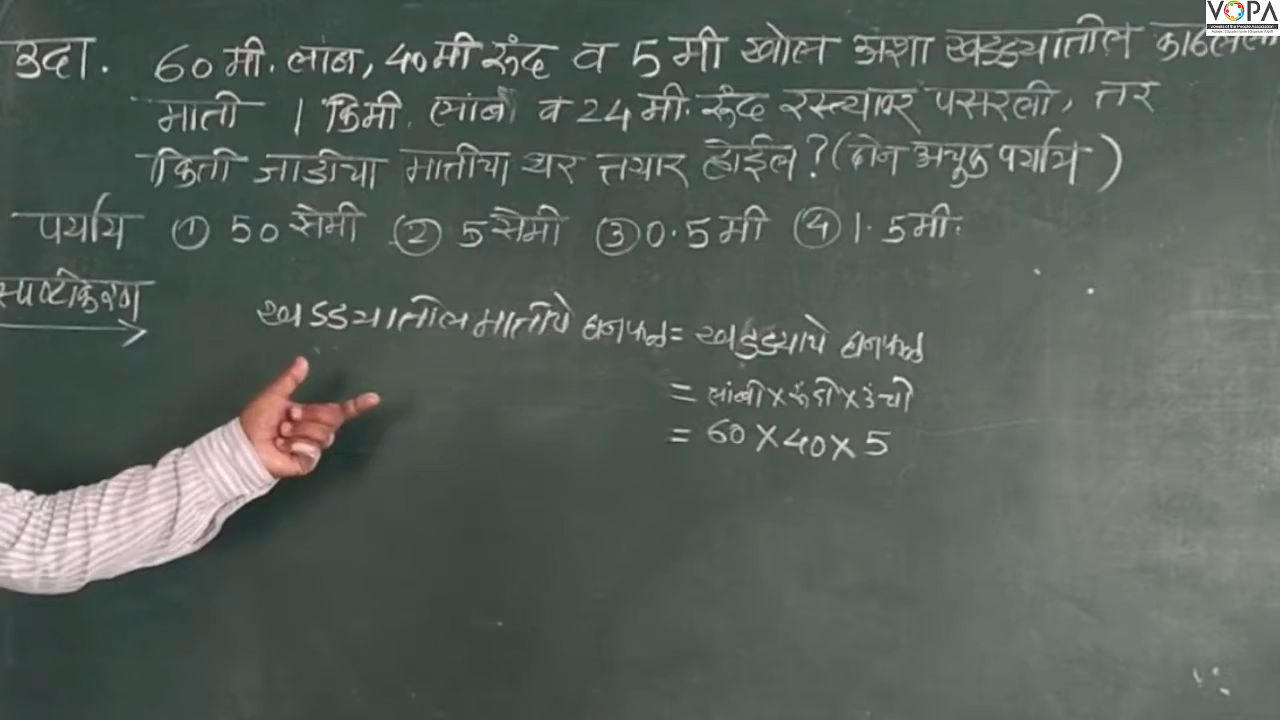 VOPA
उदा. 60 मी. लांब, 40 मी रुंद व 5 मी खोल अशा खड्ड्यातील काढलेली
माती 1 किमी. लांब व 24 मी. रुंद रस्त्यावर पसरली, तर
किती जाडीचा मातीचा थर तयार होईल? (दोन अचूक पर्याय)
पर्याय ① 50 सेमी ② 5 सेमी ③ 0.5 मी ④ 1.5 मी.
स्पष्टीकरण
खड्ड्यातील मातीचे घनफळ = खड्ड्याचे घनफळ
= लांबी × रुंदी × उंची
= 60 × 40 × 5